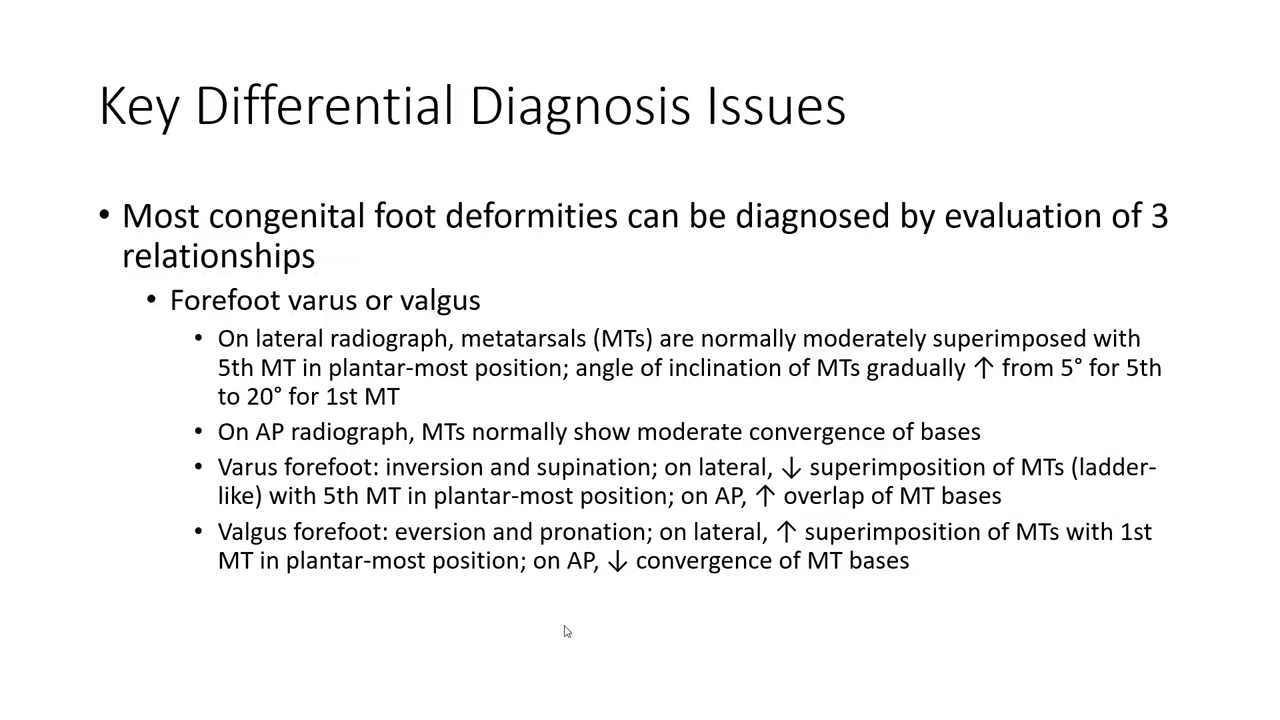 Key Differential Diagnosis Issues
• Most congenital foot deformities can be diagnosed by evaluation of 3
relationships
• Forefoot varus or valgus
• On lateral radiograph, metatarsals (MTs) are normally moderately superimposed with
5th MT in plantar-most position; angle of inclination of MTs gradually ↑ from 5° for 5th
to 20° for 1st MT
• On AP radiograph, MTs normally show moderate convergence of bases
• Varus forefoot: inversion and supination; on lateral, ↓ superimposition of MTs (ladder-
like) with 5th MT in plantar-most position; on AP, ↑ overlap of MT bases
• Valgus forefoot: eversion and pronation; on lateral, ↑ superimposition of MTs with 1st
MT in plantar-most position; on AP, ↓ convergence of MT bases